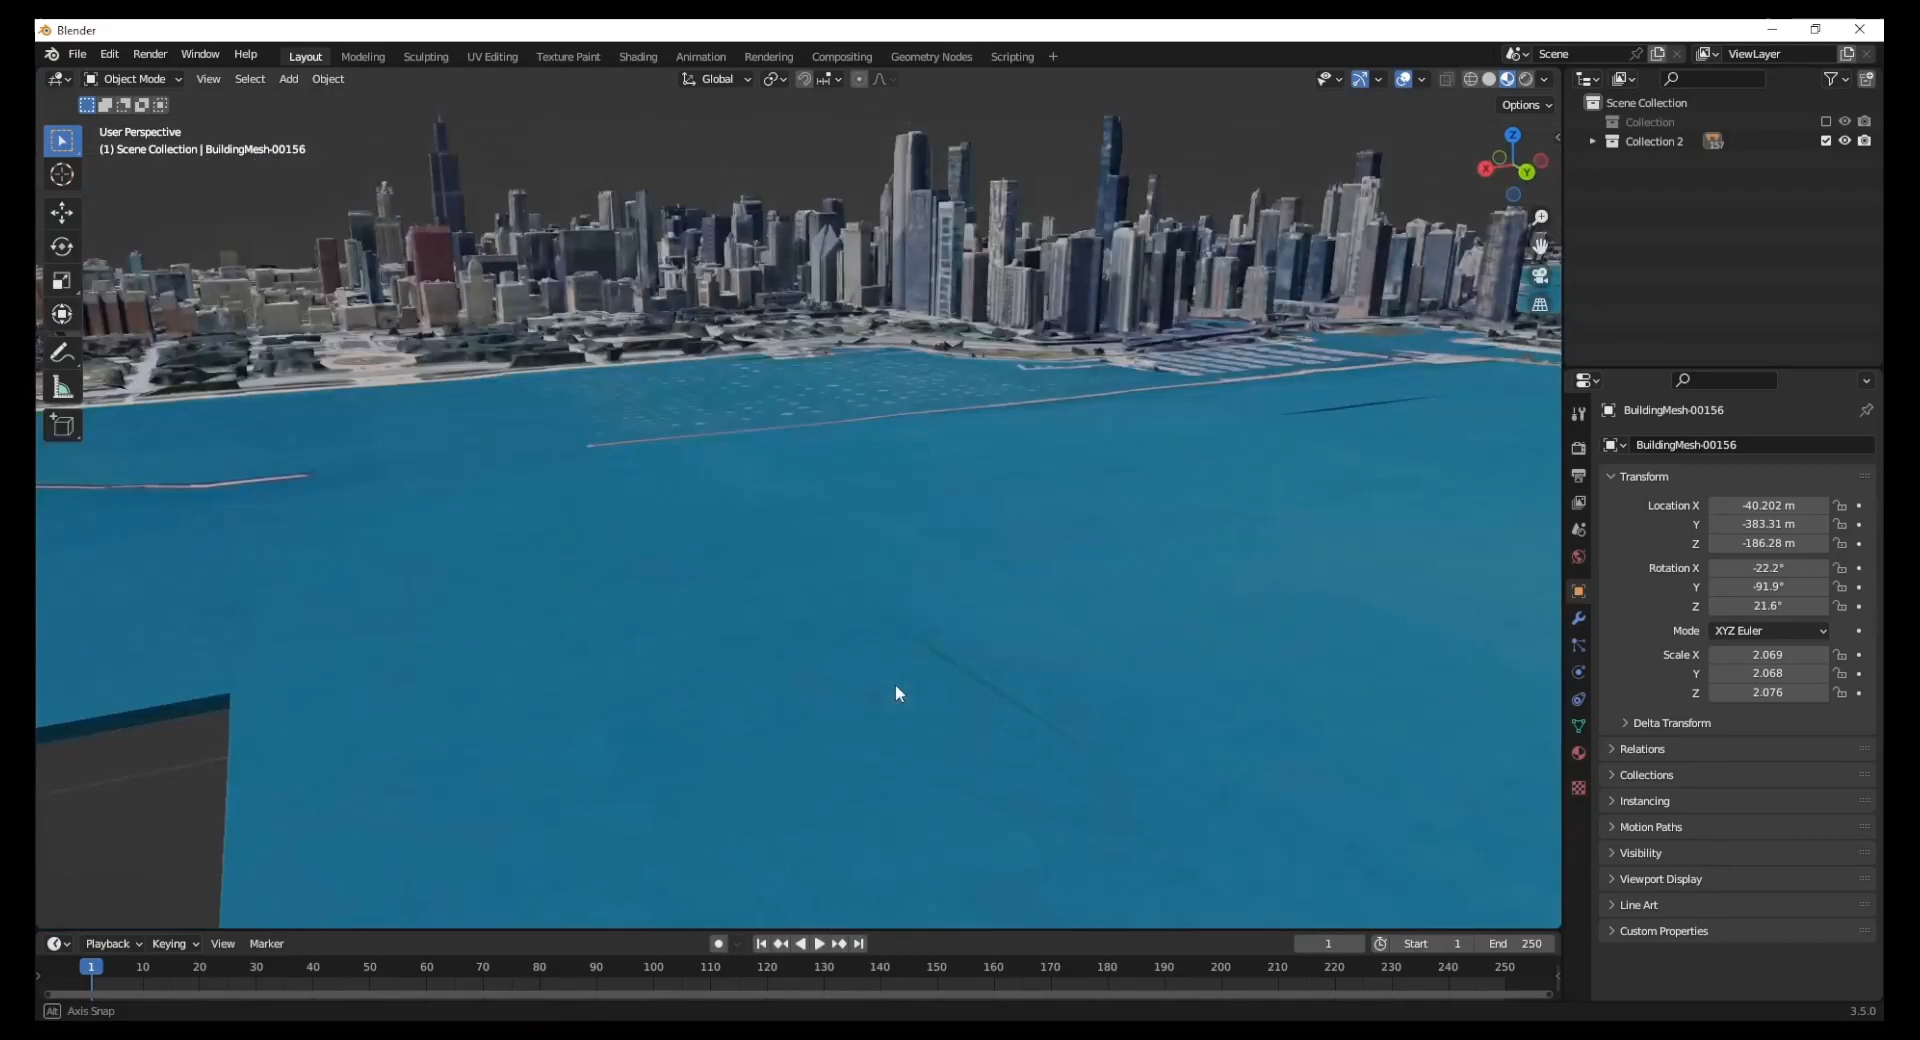 Blender
File Edit Render Window Help Layout Modeling Sculpting UV Editing Texture Paint Shading Animation Rendering Compositing Geometry Nodes Scripting + Scene ViewLayer
Object Mode View Select Add Object Global
Options
User Perspective
(1) Scene Collection | BuildingMesh-00156
Z
X
Y
Scene Collection
Collection
Collection 2 157
BuildingMesh-00156
BuildingMesh-00156
Transform
Location X -40.202 m
Y -383.31 m
Z -186.28 m
Rotation X -22.2°
Y -91.9°
Z 21.6°
Mode XYZ Euler
Scale X 2.069
Y 2.068
Z 2.076
Delta Transform
Relations
Collections
Instancing
Motion Paths
Visibility
Viewport Display
Line Art
Custom Properties
Playback Keying View Marker 1 Start 1 End 250
1 10 20 30 40 50 60 70 80 90 100 110 120 130 140 150 160 170 180 190 200 210 220 230 240 250
Alt Axis Snap 3.5.0